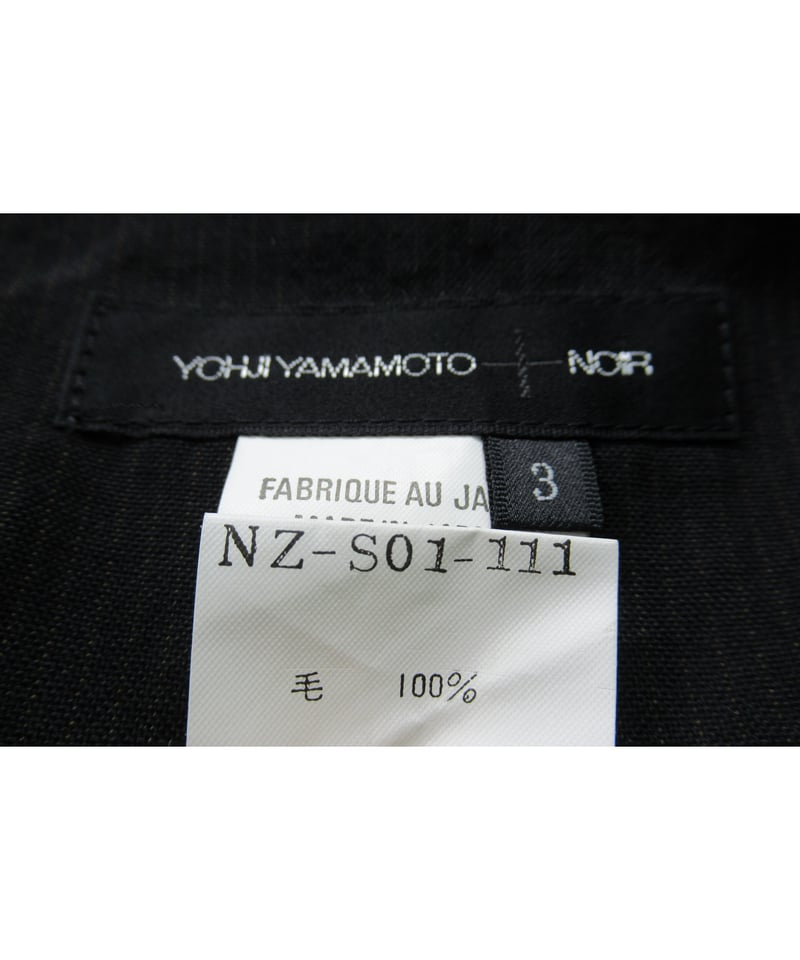 YOHJI YAMAMOTO NOIR
FABRIQUE AU JA
3
NZ-S01-111
毛 100%